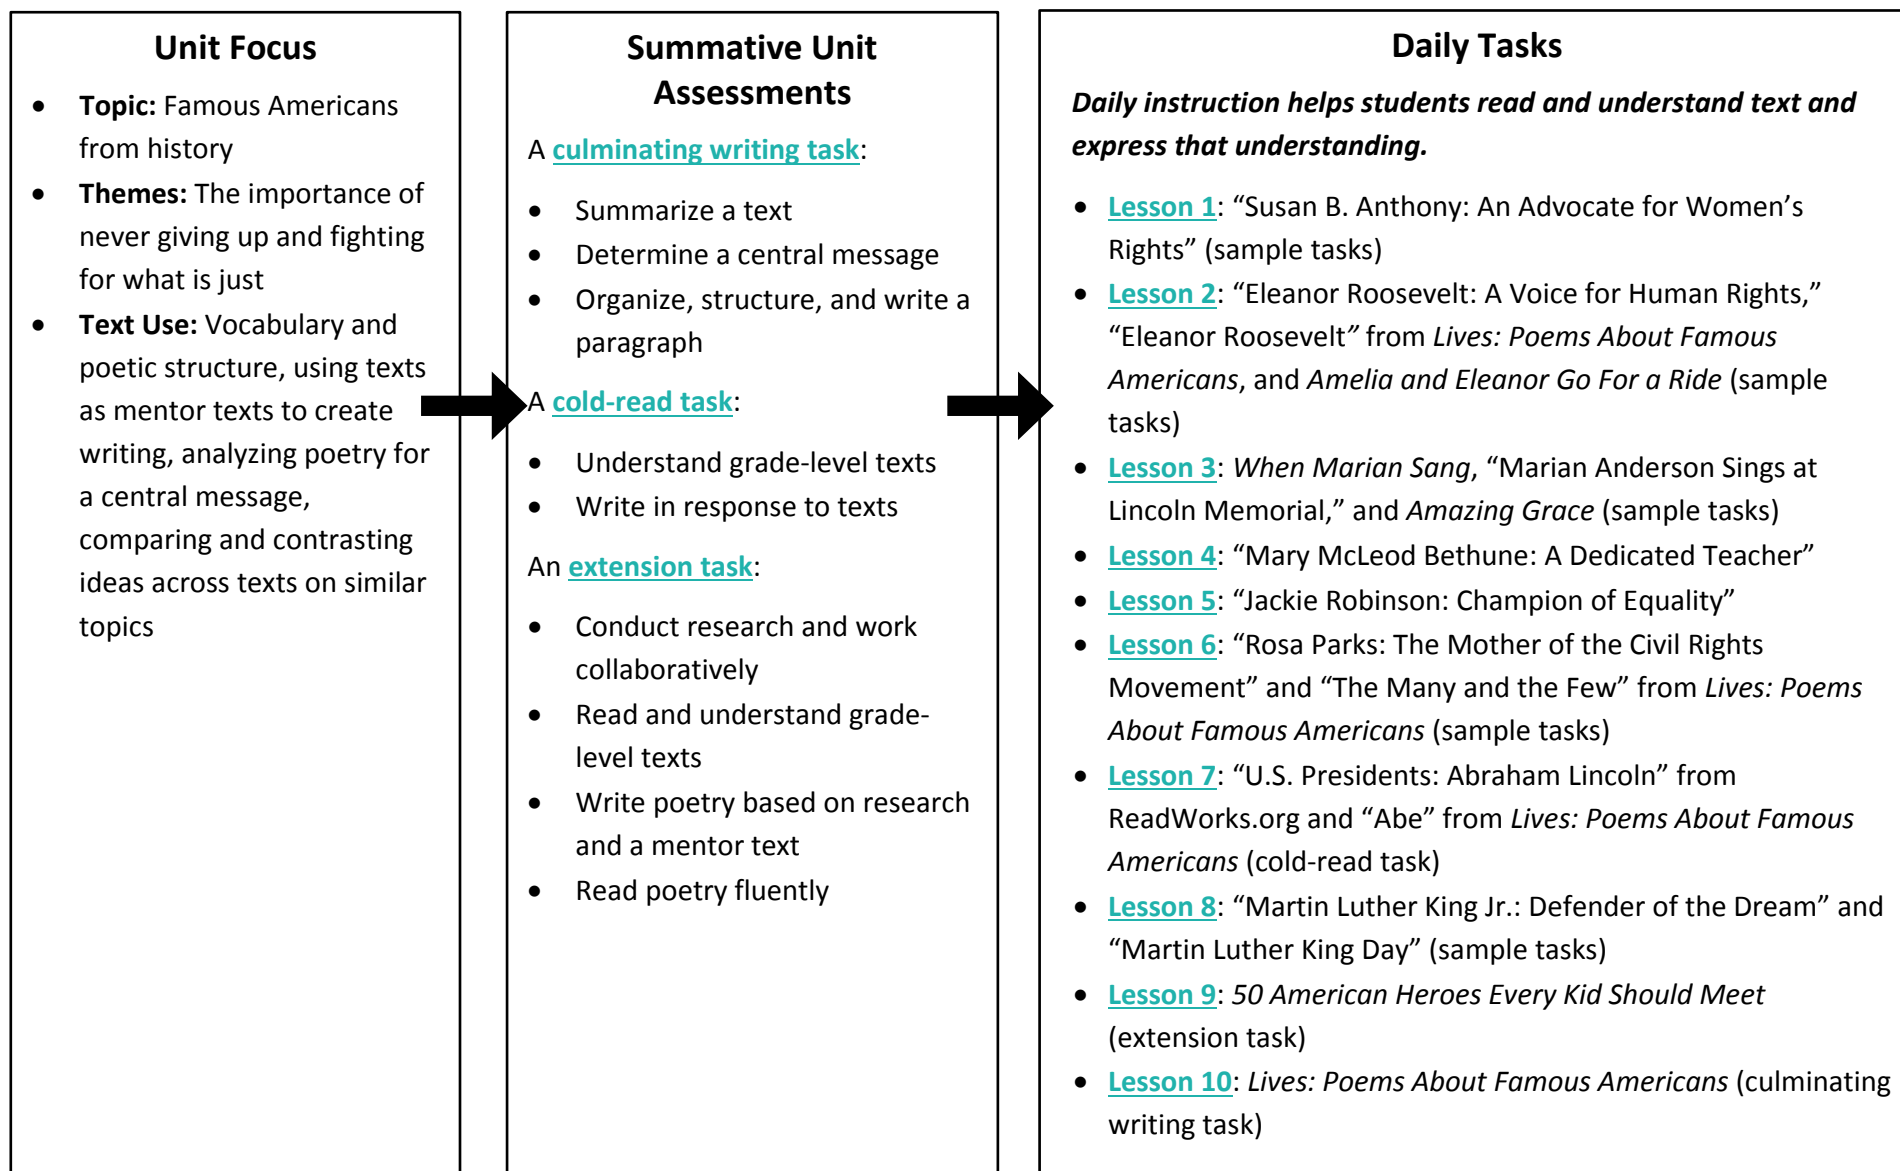 Unit Focus
• Topic: Famous Americans
from history
• Themes: The importance of
never giving up and fighting
for what is just
• Text Use: Vocabulary and
poetic structure, using texts
as mentor texts to create
writing, analyzing poetry for
a central message,
comparing and contrasting
ideas across texts on similar
topics
Summative Unit
Assessments
A culminating writing task:
• Summarize a text
• Determine a central message
• Organize, structure, and write a
paragraph
A cold-read task:
• Understand grade-level texts
• Write in response to texts
An extension task:
• Conduct research and work
collaboratively
• Read and understand grade-
level texts
• Write poetry based on research
and a mentor text
• Read poetry fluently
Daily Tasks
Daily instruction helps students read and understand text and
express that understanding.
• Lesson 1: “Susan B. Anthony: An Advocate for Women’s
Rights” (sample tasks)
• Lesson 2: “Eleanor Roosevelt: A Voice for Human Rights,”
“Eleanor Roosevelt” from Lives: Poems About Famous
Americans, and Amelia and Eleanor Go For a Ride (sample
tasks)
• Lesson 3: When Marian Sang, “Marian Anderson Sings at
Lincoln Memorial,” and Amazing Grace (sample tasks)
• Lesson 4: “Mary McLeod Bethune: A Dedicated Teacher”
• Lesson 5: “Jackie Robinson: Champion of Equality”
• Lesson 6: “Rosa Parks: The Mother of the Civil Rights
Movement” and “The Many and the Few” from Lives: Poems
About Famous Americans (sample tasks)
• Lesson 7: “U.S. Presidents: Abraham Lincoln” from
ReadWorks.org and “Abe” from Lives: Poems About Famous
Americans (cold-read task)
• Lesson 8: “Martin Luther King Jr.: Defender of the Dream” and
“Martin Luther King Day” (sample tasks)
• Lesson 9: 50 American Heroes Every Kid Should Meet
(extension task)
• Lesson 10: Lives: Poems About Famous Americans (culminating
writing task)